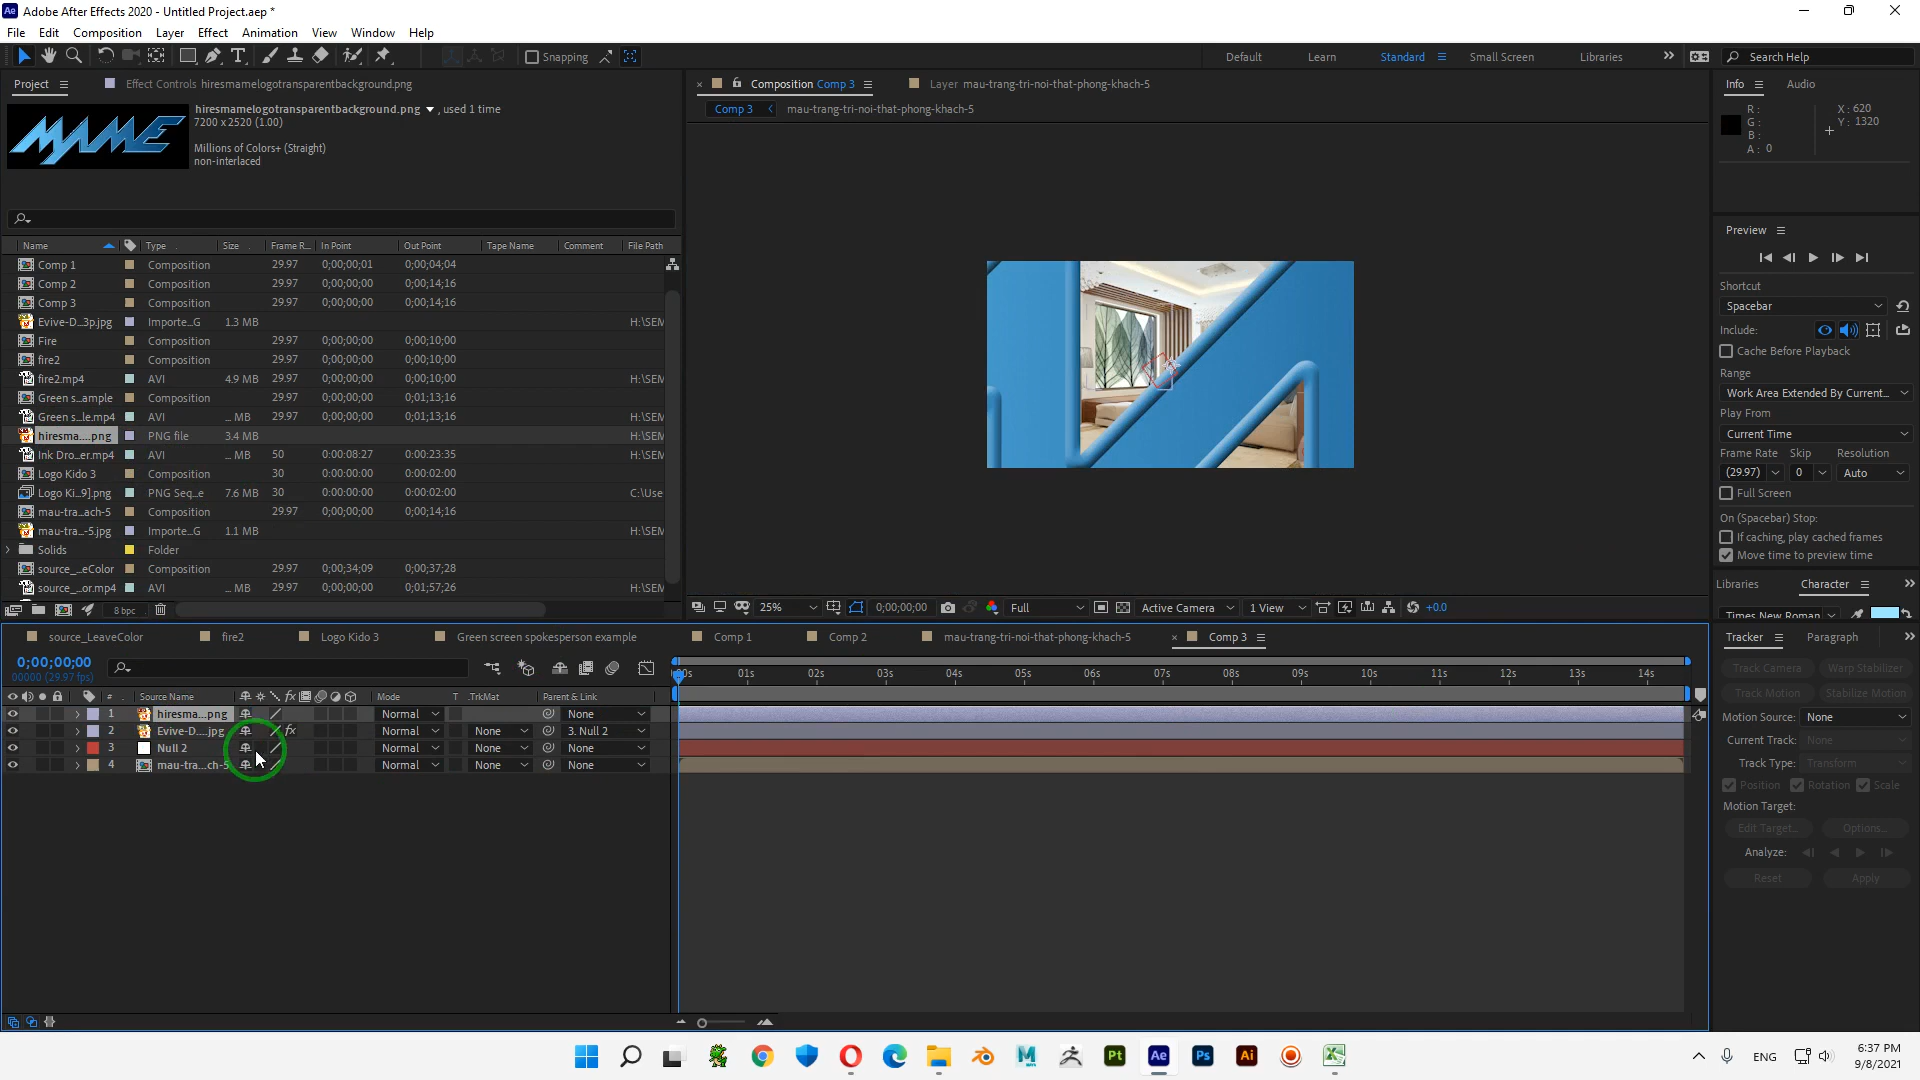 Adobe After Effects 2020 - Untitled Project.aep *
File Edit Composition Layer Effect Animation View Window Help
Snapping
Default Learn Standard Small Screen Libraries Search Help
Project Effect Controls hiresmamelogotransparentbackground.png
Composition Comp 3 Layer mau-trang-tri-noi-that-phong-khach-5
Info Audio
MAME
hiresmamelogotransparentbackground.png , used 1 time
7200 x 2520 (1.00)
Millions of Colors+ (Straight)
non-interlaced
Comp 3 mau-trang-tri-noi-that-phong-khach-5
R: X: 620
G: Y: 1320
B:
A: 0
Name Type Size Frame R... In Point Out Point Tape Name Comment File Path
Comp 1 Composition 29.97 0;00;00;01 0;00;04;04
Comp 2 Composition 29.97 0;00;00;00 0;00;14;16
Comp 3 Composition 29.97 0;00;00;00 0;00;14;16
Evive-D...3p.jpg Importe...G 1.3 MB H:\SEM
Fire Composition 29.97 0;00;00;00 0;00;10;00
fire2 Composition 29.97 0;00;00;00 0;00;10;00
fire2.mp4 AVI 4.9 MB 29.97 0;00;00;00 0;00;10;00 H:\SEM
Green s...ample Composition 29.97 0;00;00;00 0;01;13;16
Green s...le.mp4 AVI ... MB 29.97 0;00;00;00 0;01;13;16 H:\SEM
hiresma....png PNG file 3.4 MB H:\SEM
Ink Dro...er.mp4 AVI ... MB 50 0:00:08:27 0:00:23:35 H:\SEM
Logo Kido 3 Composition 30 0:00:00:00 0:00:02:00
Logo Ki...9].png PNG Seq...e 7.6 MB 30 0:00:00:00 0:00:02:00 C:\Use
mau-tra...ach-5 Composition 29.97 0;00;00;00 0;00;14;16
mau-tra...-5.jpg Importe...G 1.1 MB H:\SEM
Solids Folder
source_...eColor Composition 29.97 0;00;34;09 0;00;37;28
source_...or.mp4 AVI ... MB 29.97 0;00;00;00 0;01;57;26 H:\SEM
8 bpc
25% 0;00;00;00 Full Active Camera 1 View +0.0
Preview
Shortcut
Spacebar
Include:
Cache Before Playback
Range
Work Area Extended By Current...
Play From
Current Time
Frame Rate Skip Resolution
(29.97) 0 Auto
Full Screen
On (Spacebar) Stop:
If caching, play cached frames
Move time to preview time
Libraries Character
Times New Roman
source_LeaveColor fire2 Logo Kido 3 Green screen spokesperson example Comp 1 Comp 2 mau-trang-tri-noi-that-phong-khach-5 Comp 3
0;00;00;00
00000 (29.97 fps)
:00s 01s 02s 03s 04s 05s 06s 07s 08s 09s 10s 11s 12s 13s 14s
# Source Name fx Mode T .TrkMat Parent & Link
1 hiresma...png Normal None
2 Evive-D....jpg fx Normal None 3. Null 2
3 Null 2 Normal None None
4 mau-tra...ch-5 Normal None None
Tracker Paragraph
Track Camera Warp Stabilizer
Track Motion Stabilize Motion
Motion Source: None
Current Track: None
Track Type: Transform
Position Rotation Scale
Motion Target:
Edit Target... Options...
Analyze:
Reset Apply
Pt Ae Ps Ai
ENG
6:37 PM
9/8/2021